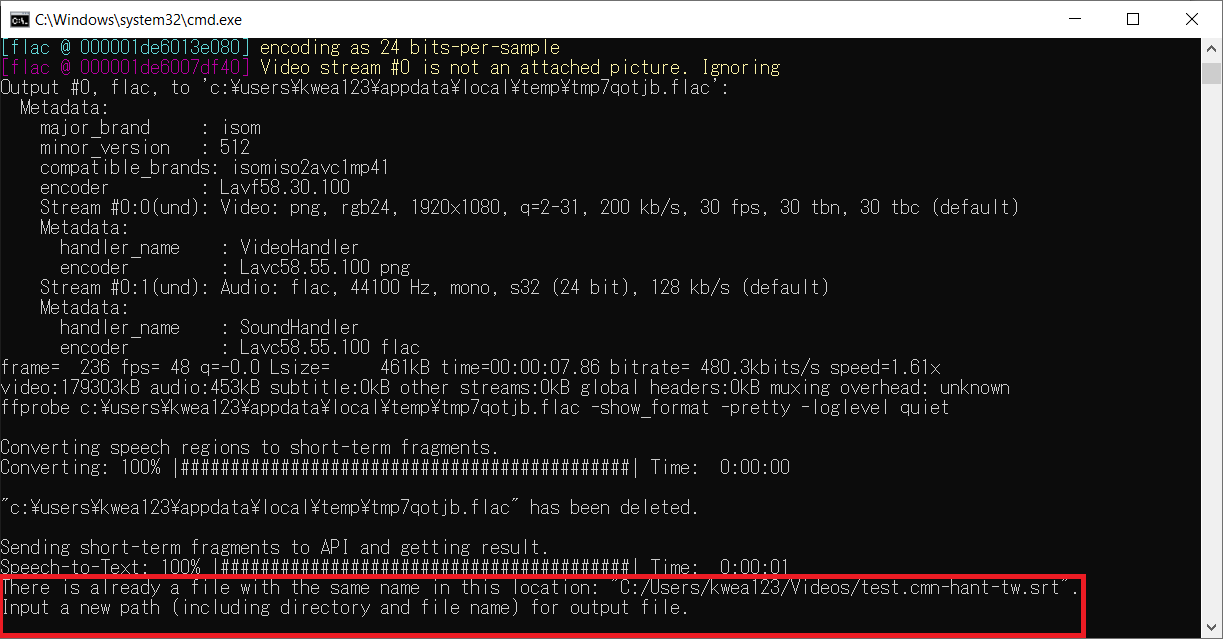 C:\Windows\system32\cmd.exe
[flac @ 000001de6013e080] encoding as 24 bits-per-sample
[flac @ 000001de6007df40] Video stream #0 is not an attached picture. Ignoring
Output #0, flac, to 'c:¥users¥kwea123¥appdata¥local¥temp¥tmp7qotjb.flac':
  Metadata:
    major_brand     : isom
    minor_version   : 512
    compatible_brands: isomiso2avc1mp41
    encoder         : Lavf58.30.100
    Stream #0:0(und): Video: png, rgb24, 1920x1080, q=2-31, 200 kb/s, 30 fps, 30 tbn, 30 tbc (default)
    Metadata:
      handler_name    : VideoHandler
      encoder         : Lavc58.55.100 png
    Stream #0:1(und): Audio: flac, 44100 Hz, mono, s32 (24 bit), 128 kb/s (default)
    Metadata:
      handler_name    : SoundHandler
      encoder         : Lavc58.55.100 flac
frame=  236 fps= 48 q=-0.0 Lsize=     461kB time=00:00:07.86 bitrate= 480.3kbits/s speed=1.61x
video:179303kB audio:453kB subtitle:0kB other streams:0kB global headers:0kB muxing overhead: unknown
ffprobe c:¥users¥kwea123¥appdata¥local¥temp¥tmp7qotjb.flac -show_format -pretty -loglevel quiet
Converting speech regions to short-term fragments.
Converting: 100% |#############################################| Time:  0:00:00
"c:¥users¥kwea123¥appdata¥local¥temp¥tmp7qotjb.flac" has been deleted.
Sending short-term fragments to API and getting result.
Speech-to-Text: 100% |#########################################| Time:  0:00:01
There is already a file with the same name in this location: "C:/Users/kwea123/Videos/test.cmn-hant-tw.srt".
Input a new path (including directory and file name) for output file.